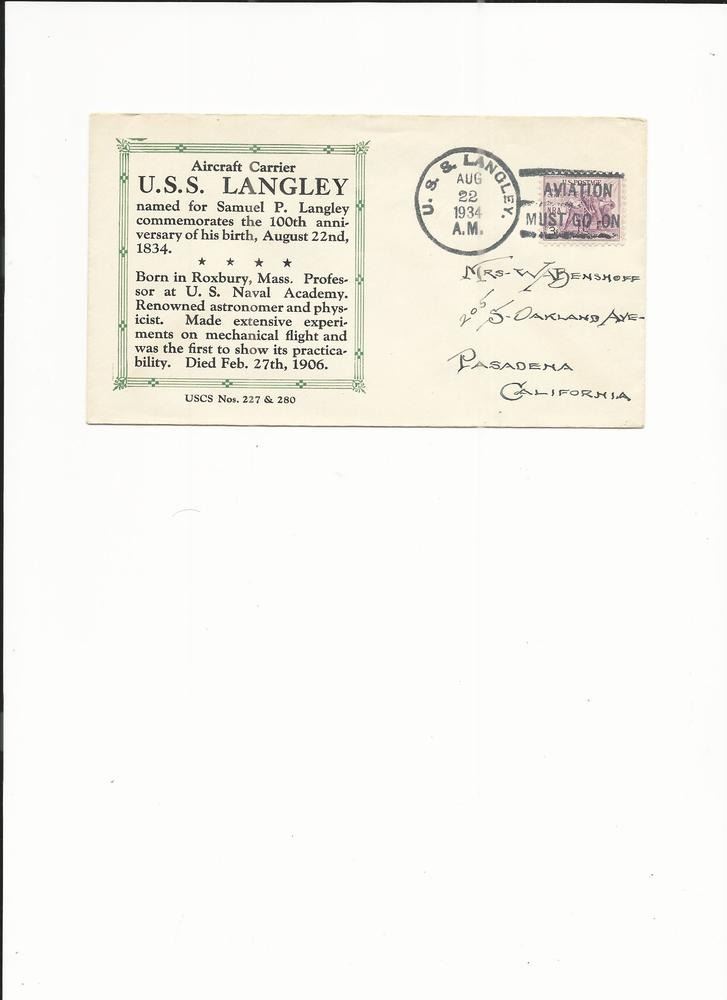 Aircraft Carrier
U.S.S. LANGLEY
named for Samuel P. Langley
commemorates the 100th anni-
versary of his birth, August 22nd,
1834.
★ ★ ★ ★
Born in Roxbury, Mass. Profes-
sor at U. S. Naval Academy.
Renowned astronomer and phys-
icist. Made extensive experi-
ments on mechanical flight and
was the first to show its practica-
bility. Died Feb. 27th, 1906.
USCS Nos. 227 & 280
U. S. S. LANGLEY.
AUG
22
1934
A.M.
U.S. POSTAGE
AVIATION
NRA
MUST GO ON
3¢
MRS- W A BENSHOFF
205 S- OAKLAND AVE-
PASADENA
CALIFORNIA